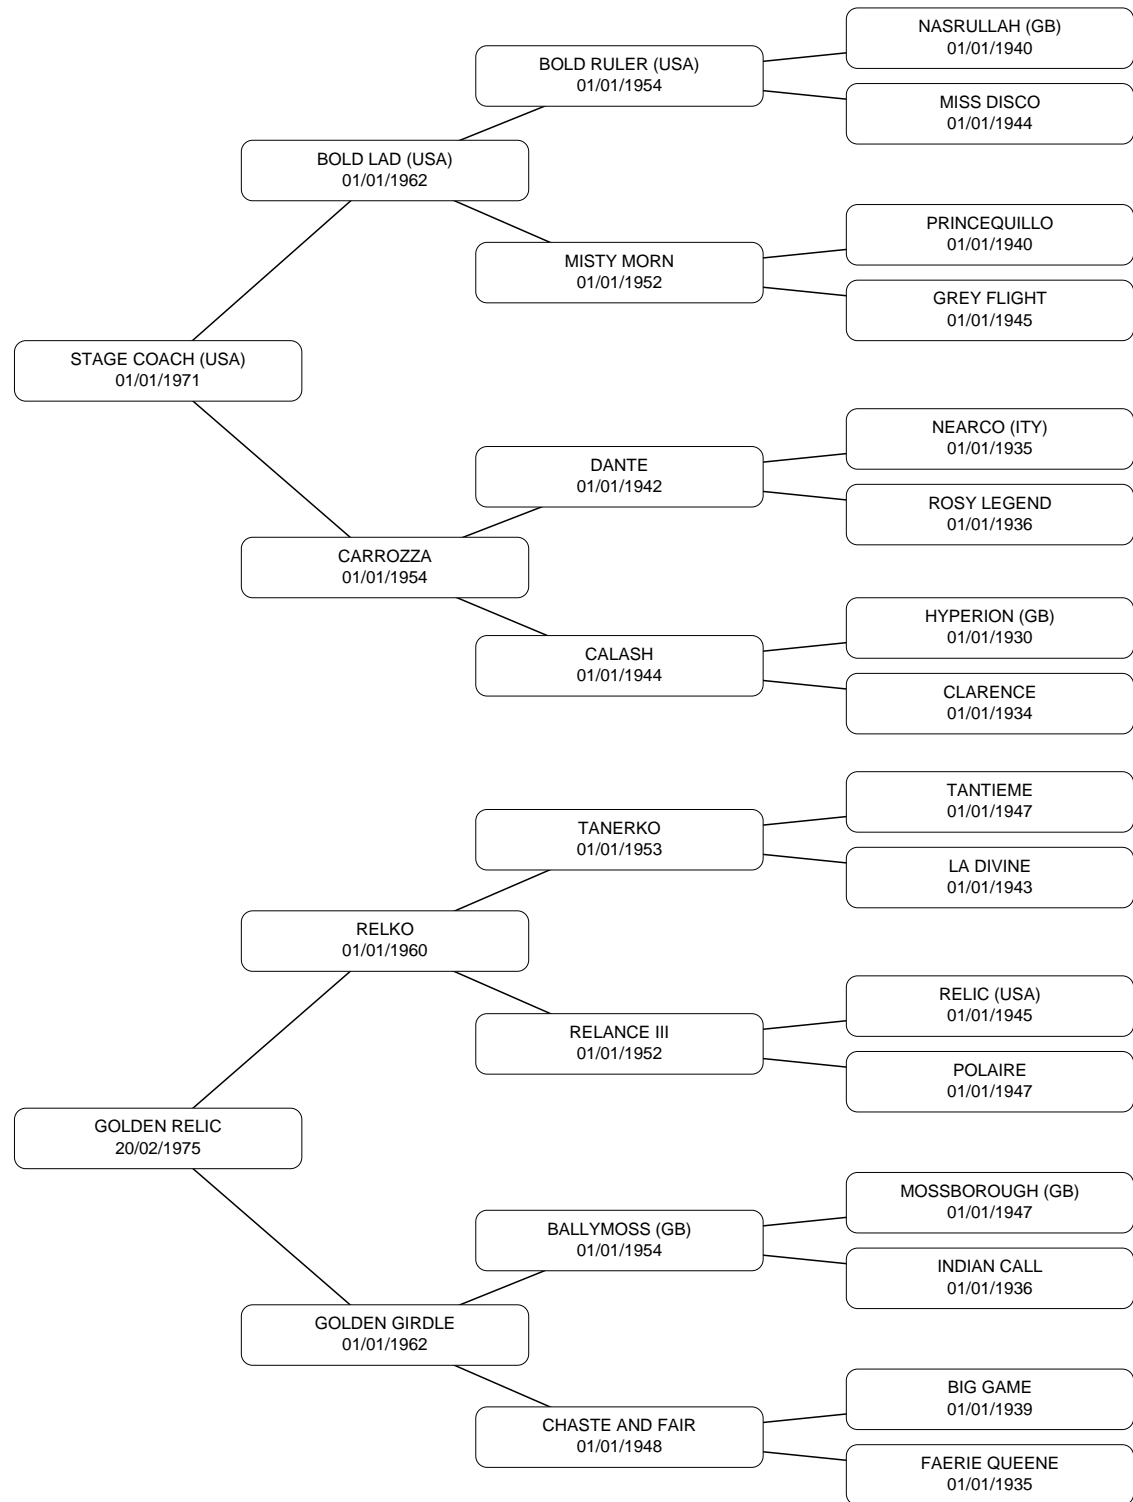 NASRULLAH (GB)
01/01/1940
BOLD RULER (USA)
01/01/1954
MISS DISCO
01/01/1944
BOLD LAD (USA)
01/01/1962
PRINCEQUILLO
01/01/1940
MISTY MORN
01/01/1952
GREY FLIGHT
01/01/1945
STAGE COACH (USA)
01/01/1971
NEARCO (ITY)
01/01/1935
DANTE
01/01/1942
ROSY LEGEND
01/01/1936
CARROZZA
01/01/1954
HYPERION (GB)
01/01/1930
CALASH
01/01/1944
CLARENCE
01/01/1934
TANTIEME
01/01/1947
TANERKO
01/01/1953
LA DIVINE
01/01/1943
RELKO
01/01/1960
RELIC (USA)
01/01/1945
RELANCE III
01/01/1952
POLAIRE
01/01/1947
GOLDEN RELIC
20/02/1975
MOSSBOROUGH (GB)
01/01/1947
BALLYMOSS (GB)
01/01/1954
INDIAN CALL
01/01/1936
GOLDEN GIRDLE
01/01/1962
BIG GAME
01/01/1939
CHASTE AND FAIR
01/01/1948
FAERIE QUEENE
01/01/1935